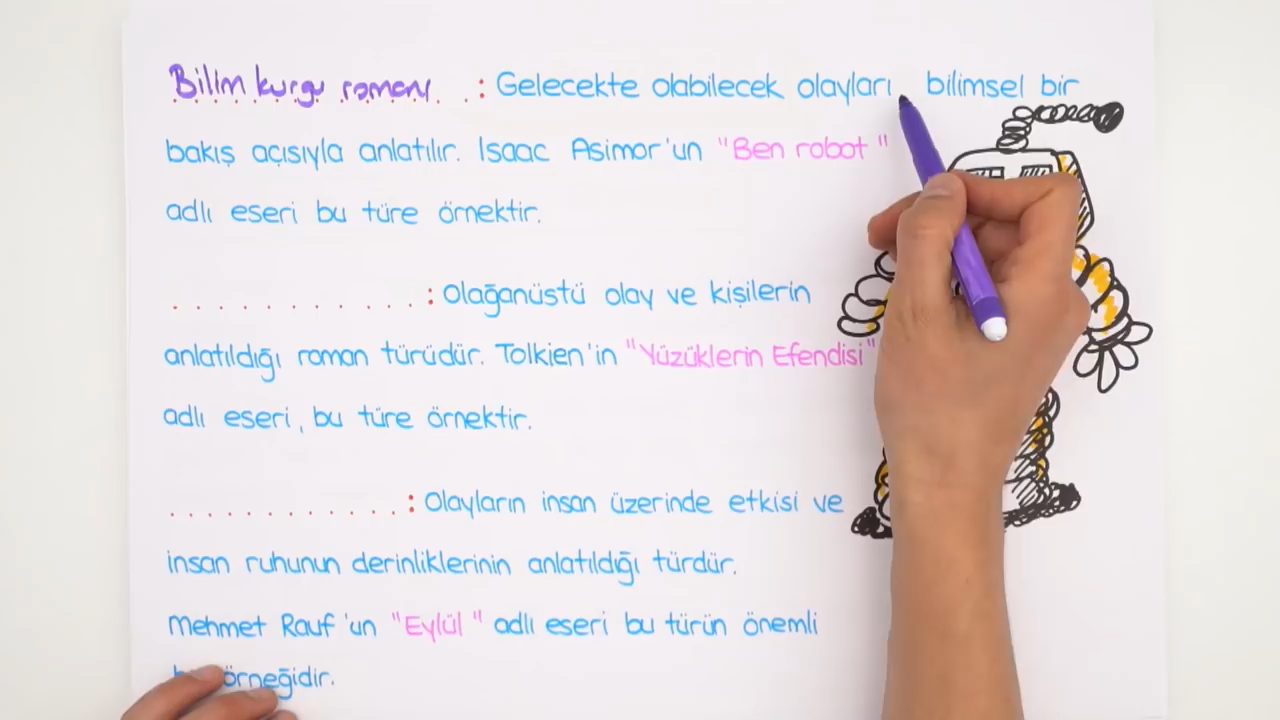 Bilim kurgu romanı : Gelecekte olabilecek olayları bilimsel bir
bakış açısıyla anlatılır. Isaac Asimor'un "Ben robot"
adlı eseri bu türe örnektir.
. . . . . . . . . . . . . : Olağanüstü olay ve kişilerin
anlatıldığı roman türüdür. Tolkien'in "Yüzüklerin Efendisi"
adlı eseri, bu türe örnektir.
. . . . . . . . . . . . : Olayların insan üzerinde etkisi ve
insan ruhunun derinliklerinin anlatıldığı türdür.
Mehmet Rauf'un "Eylül" adlı eseri bu türün önemli
örneğidir.